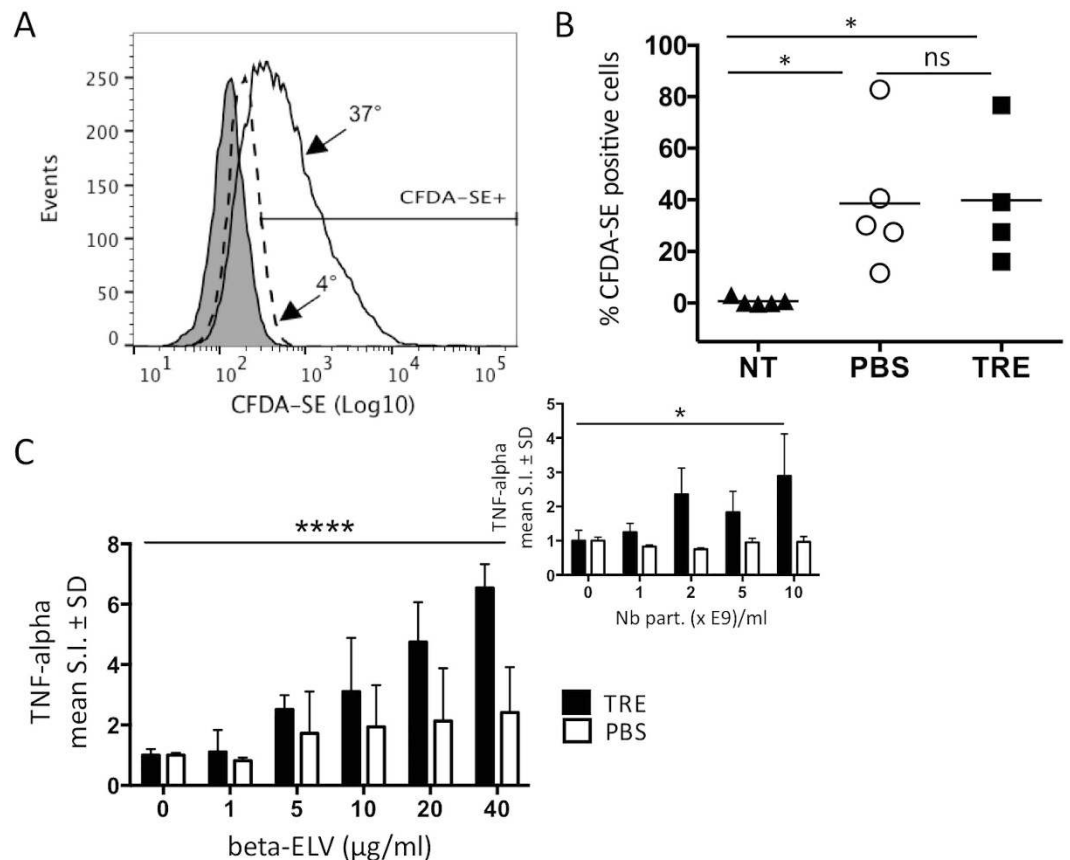 A
Events
250
200
150
100
50
0
37°
CFDA-SE+
4°
10¹ 10² 10³ 10⁴ 10⁵
CFDA-SE (Log10)
B
% CFDA-SE positive cells
100
80
60
40
20
0
*
*
ns
NT PBS TRE
C
TNF-alpha
mean S.I. ± SD
8
6
4
2
0
****
0 1 5 10 20 40
beta-ELV (µg/ml)
TNF-alpha
mean S.I. ± SD
5
4
3
2
1
0
*
0 1 2 5 10
Nb part. (x E9)/ml
TRE
PBS